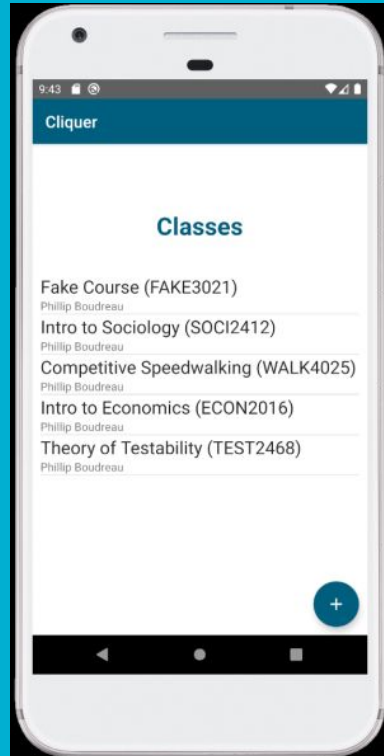 9:43
Cliquer
Classes
Fake Course (FAKE3021)
Phillip Boudreau
Intro to Sociology (SOCI2412)
Phillip Boudreau
Competitive Speedwalking (WALK4025)
Phillip Boudreau
Intro to Economics (ECON2016)
Phillip Boudreau
Theory of Testability (TEST2468)
Phillip Boudreau
+